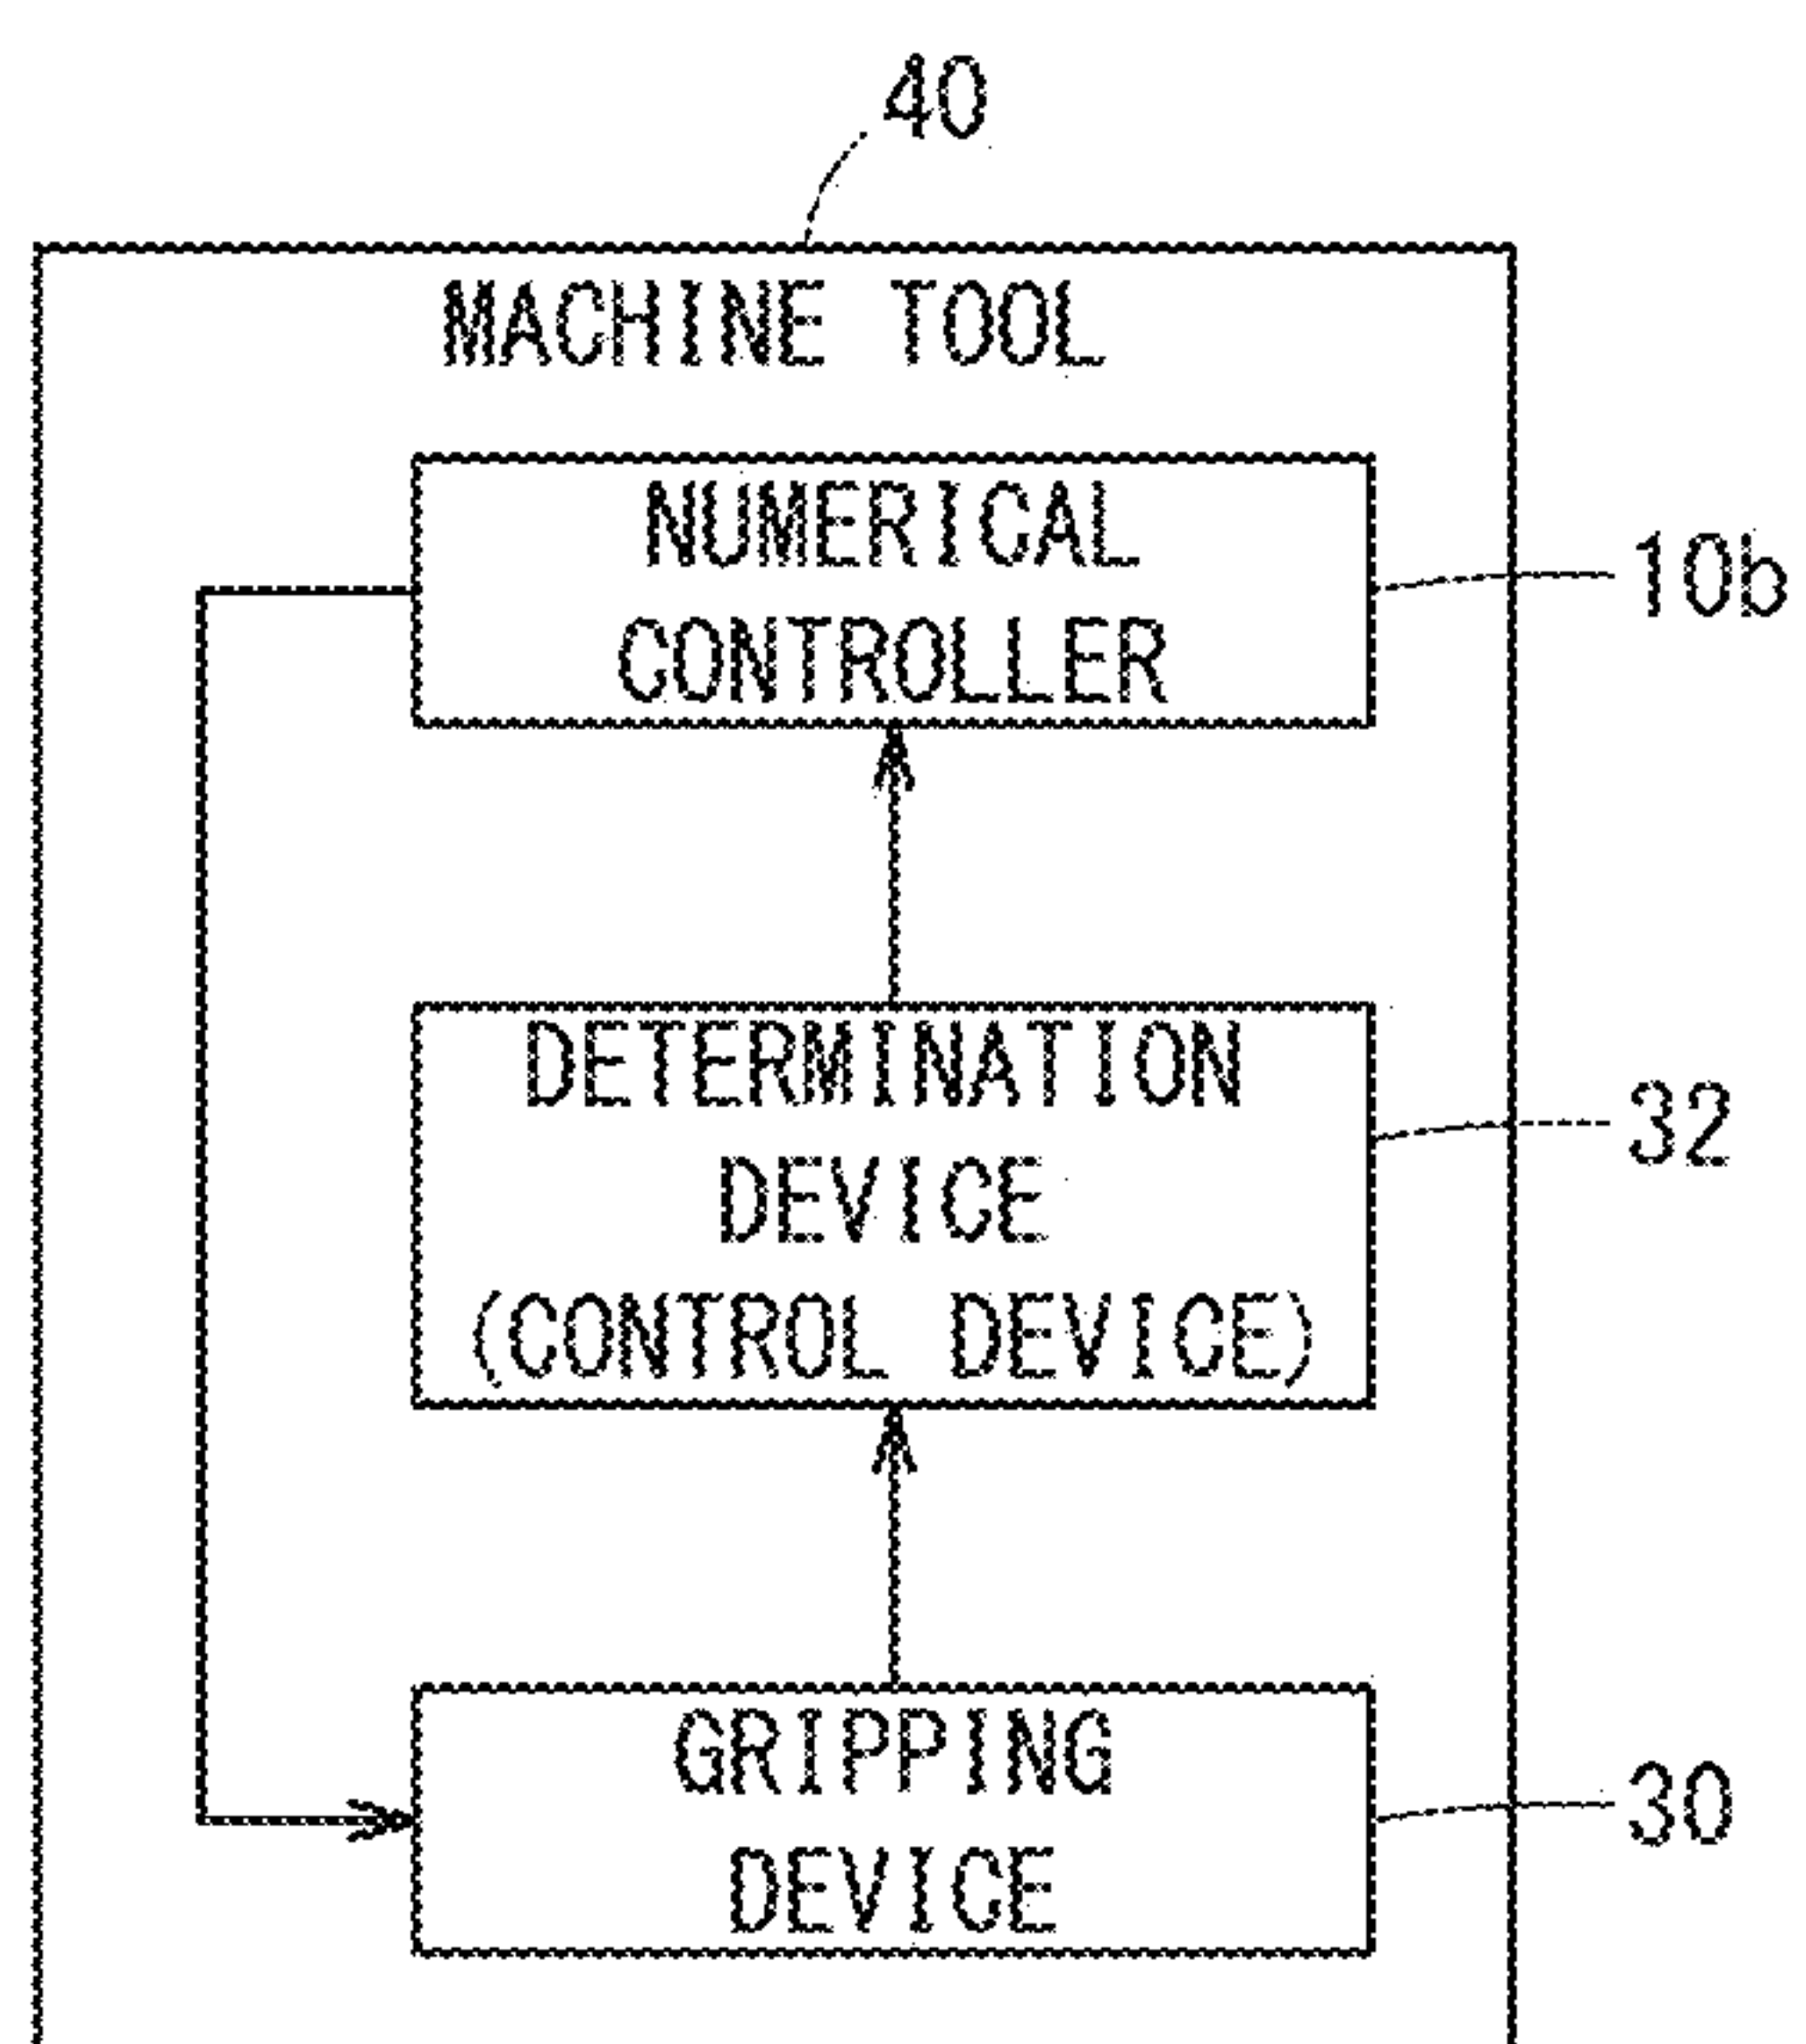 40
MACHINE TOOL
NUMERICAL
CONTROLLER
10b
DETERMINATION
DEVICE
(CONTROL DEVICE)
32
GRIPPING
DEVICE
30